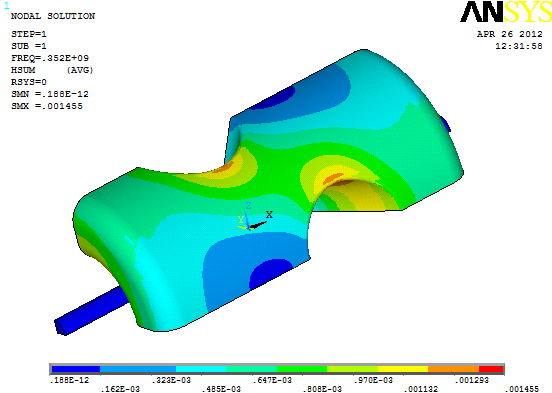 1
NODAL SOLUTION
STEP=1
SUB =1
FREQ=.352E+09
HSUM (AVG)
RSYS=0
SMN =.188E-12
SMX =.001455
ANSYS
APR 26 2012
12:31:58
Z
Y X
.188E-12 .323E-03 .647E-03 .970E-03 .001293
.162E-03 .485E-03 .808E-03 .001132 .001455